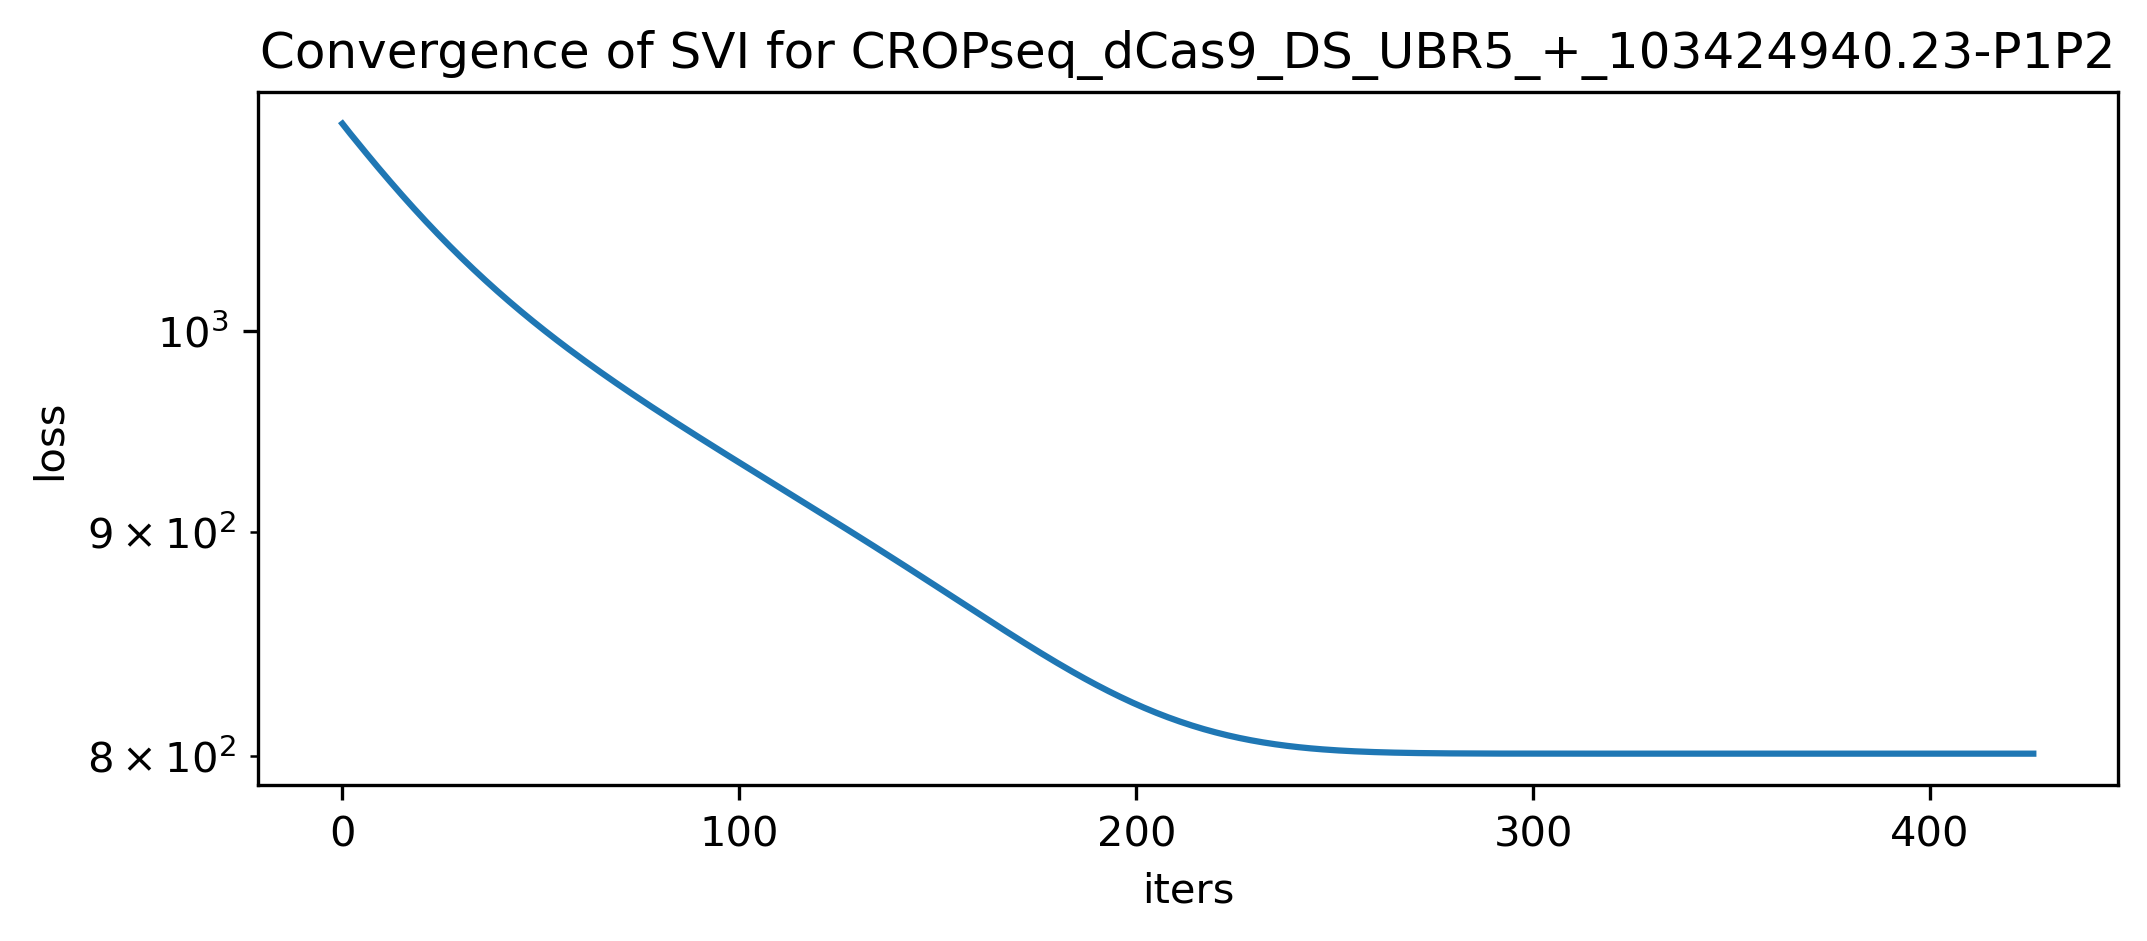 Convergence of SVI for CROPseq_dCas9_DS_UBR5_+_103424940.23-P1P2
loss
10³
9 × 10²
8 × 10²
0 100 200 300 400
iters